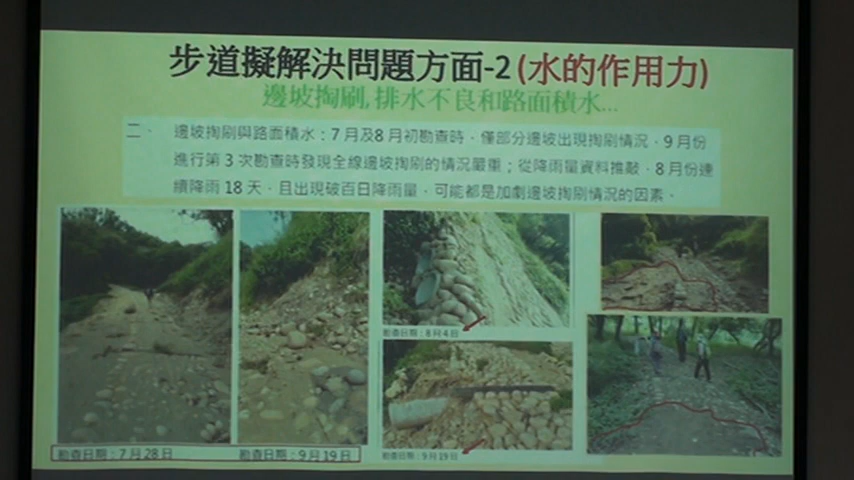 步道擬解決問題方面-2(水的作用力)
邊坡掏刷,排水不良和路面積水...
二、 邊坡掏刷與路面積水：7月及8月初勘查時，僅部分邊坡出現掏刷情況，9月份
進行第3次勘查時發現全線邊坡掏刷的情況嚴重；從降雨量資料推敲，8月份連
續降雨18天，且出現破百日降雨量，可能都是加劇邊坡掏刷情況的因素。
勘查日期：7月28日
勘查日期：9月19日
勘查日期：8月4日
勘查日期：9月19日